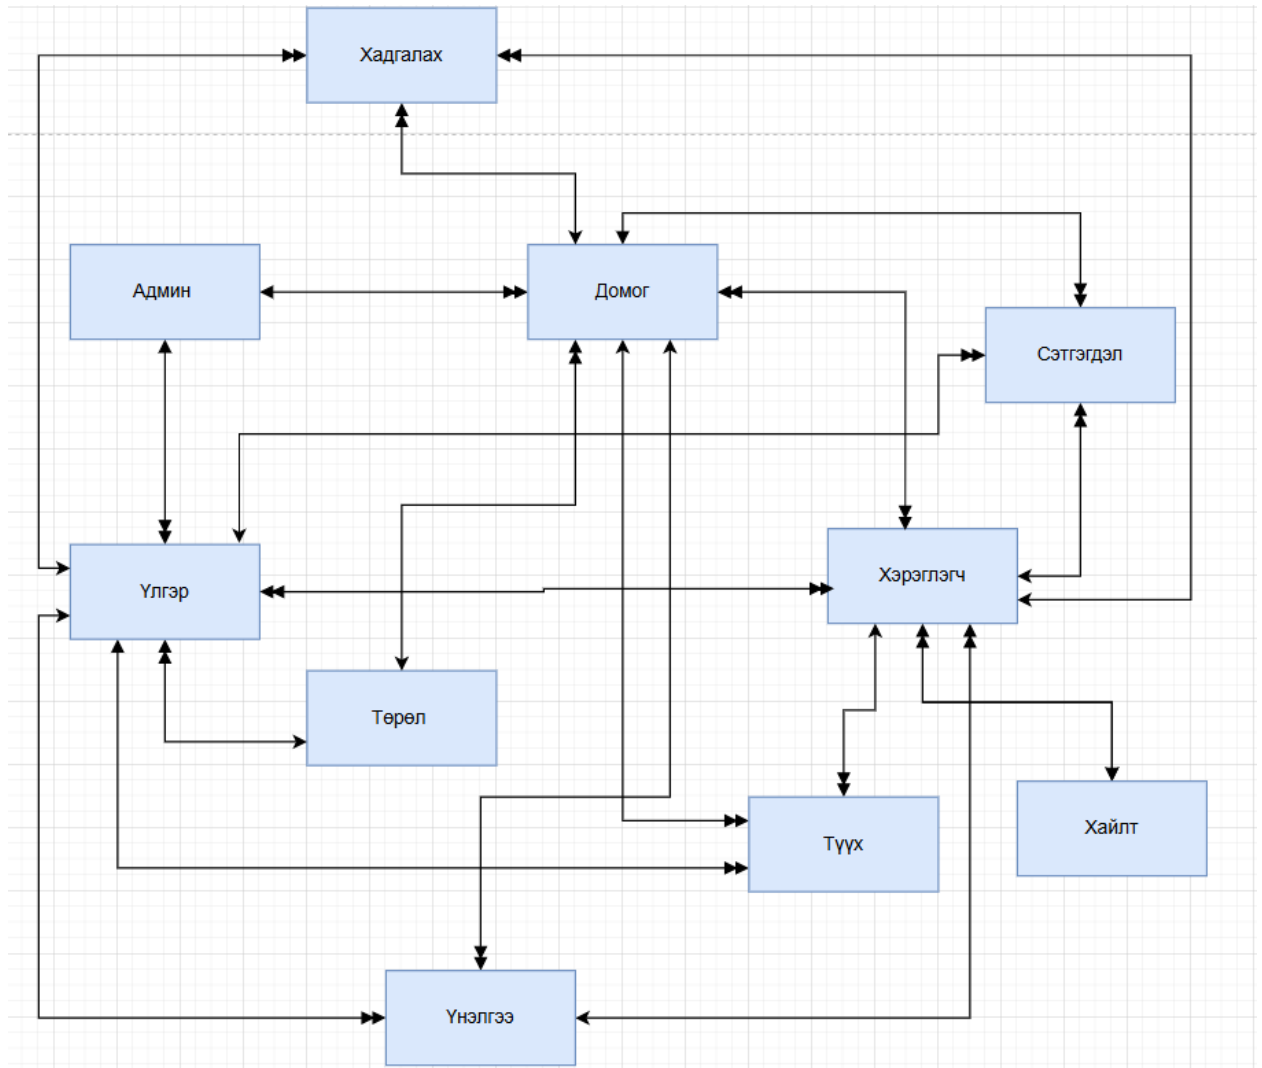 Хадгалах
Админ
Домог
Сэтгэгдэл
Үлгэр
Хэрэглэгч
Төрөл
Түүх
Хайлт
Үнэлгээ